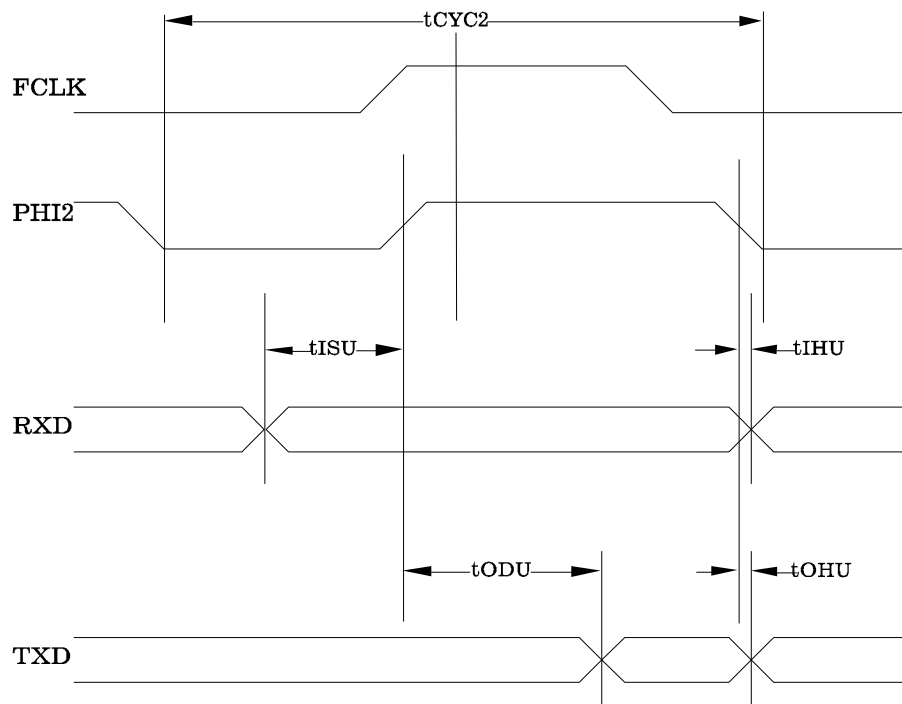 tCYC2
FCLK
PHI2
tISU
tIHU
RXD
tODU
tOHU
TXD